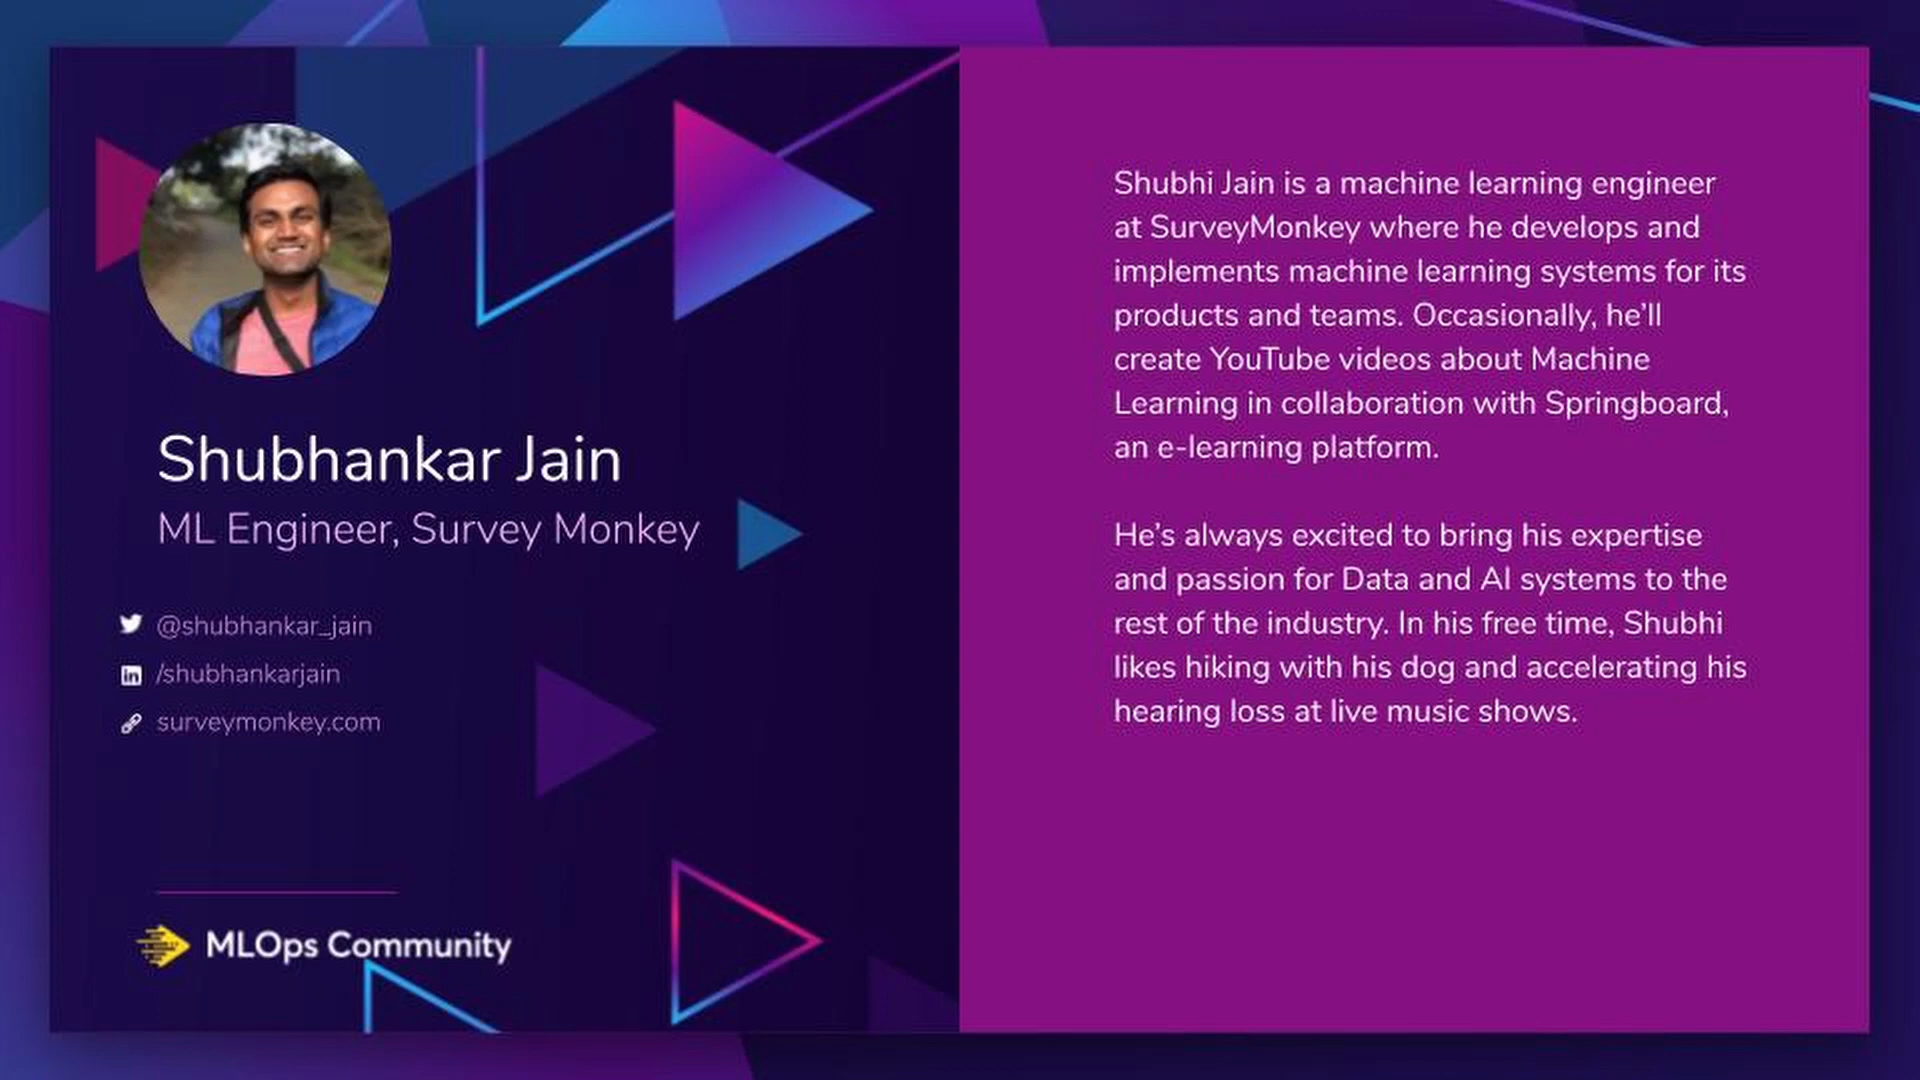 Shubhankar Jain
ML Engineer, Survey Monkey
@shubhankar_jain
/shubhankarjain
surveymonkey.com
MLOps Community
Shubhi Jain is a machine learning engineer
at SurveyMonkey where he develops and
implements machine learning systems for its
products and teams. Occasionally, he’ll
create YouTube videos about Machine
Learning in collaboration with Springboard,
an e-learning platform.
He’s always excited to bring his expertise
and passion for Data and AI systems to the
rest of the industry. In his free time, Shubhi
likes hiking with his dog and accelerating his
hearing loss at live music shows.